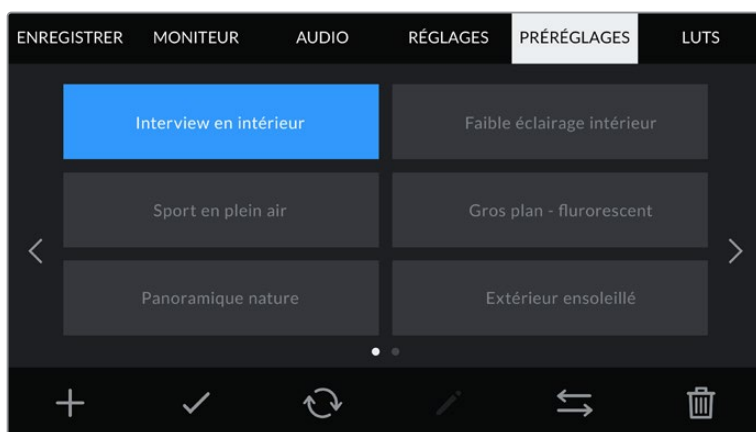 ENREGISTRER MONITEUR AUDIO RÉGLAGES PRÉRÉGLAGES LUTS
Interview en intérieur Faible éclairage intérieur
Sport en plein air Gros plan - flurorescent
Panoramique nature Extérieur ensoleillé